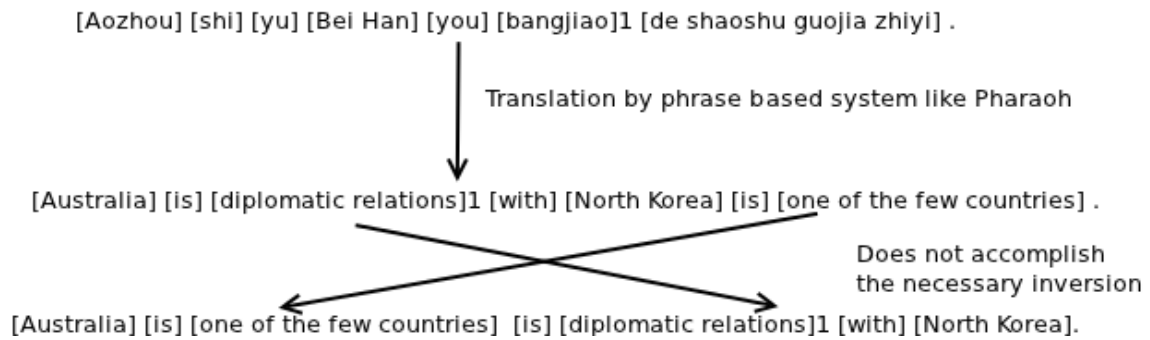 [Aozhou] [shi] [yu] [Bei Han] [you] [bangjiao]1 [de shaoshu guojia zhiyi] .
Translation by phrase based system like Pharaoh
[Australia] [is] [diplomatic relations]1 [with] [North Korea] [is] [one of the few countries] .
Does not accomplish
the necessary inversion
[Australia] [is] [one of the few countries] [is] [diplomatic relations]1 [with] [North Korea].